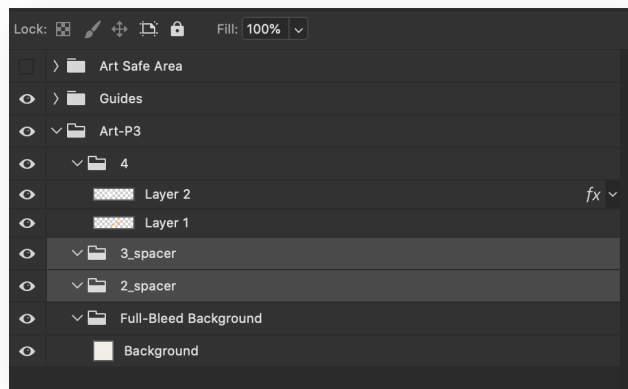 Lock: Fill: 100%
Art Safe Area
Guides
Art-P3
4
Layer 2 fx
Layer 1
3_spacer
2_spacer
Full-Bleed Background
Background